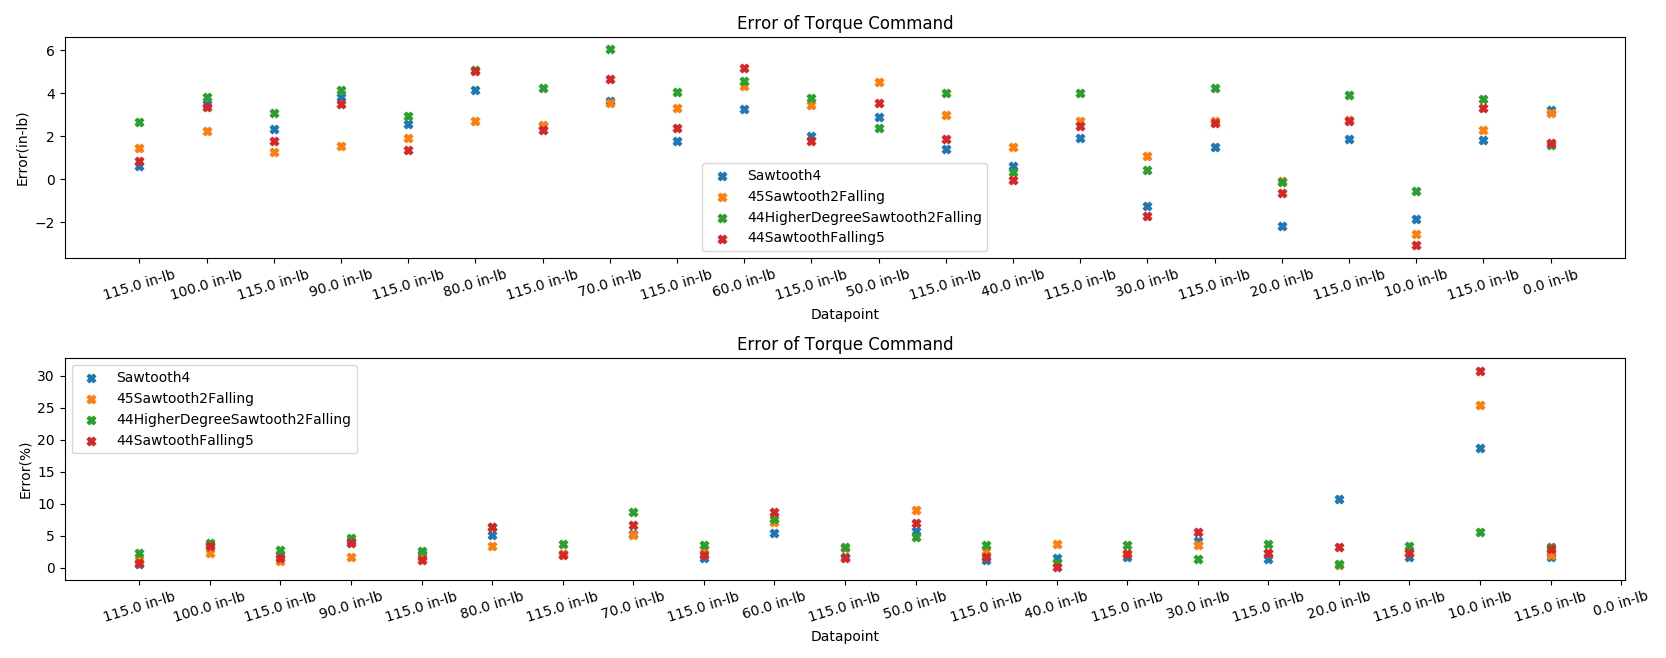 Error of Torque Command
Error(in-lb)
6
4
2
0
−2
Sawtooth4
45Sawtooth2Falling
44HigherDegreeSawtooth2Falling
44SawtoothFalling5
115.0 in-lb 100.0 in-lb 115.0 in-lb 90.0 in-lb 115.0 in-lb 80.0 in-lb 115.0 in-lb 70.0 in-lb 115.0 in-lb 60.0 in-lb 115.0 in-lb 50.0 in-lb 115.0 in-lb 40.0 in-lb 115.0 in-lb 30.0 in-lb 115.0 in-lb 20.0 in-lb 115.0 in-lb 10.0 in-lb 115.0 in-lb 0.0 in-lb
Datapoint
Error of Torque Command
Error(%)
30
25
20
15
10
5
0
Sawtooth4
45Sawtooth2Falling
44HigherDegreeSawtooth2Falling
44SawtoothFalling5
115.0 in-lb 100.0 in-lb 115.0 in-lb 90.0 in-lb 115.0 in-lb 80.0 in-lb 115.0 in-lb 70.0 in-lb 115.0 in-lb 60.0 in-lb 115.0 in-lb 50.0 in-lb 115.0 in-lb 40.0 in-lb 115.0 in-lb 30.0 in-lb 115.0 in-lb 20.0 in-lb 115.0 in-lb 10.0 in-lb 115.0 in-lb 0.0 in-lb
Datapoint